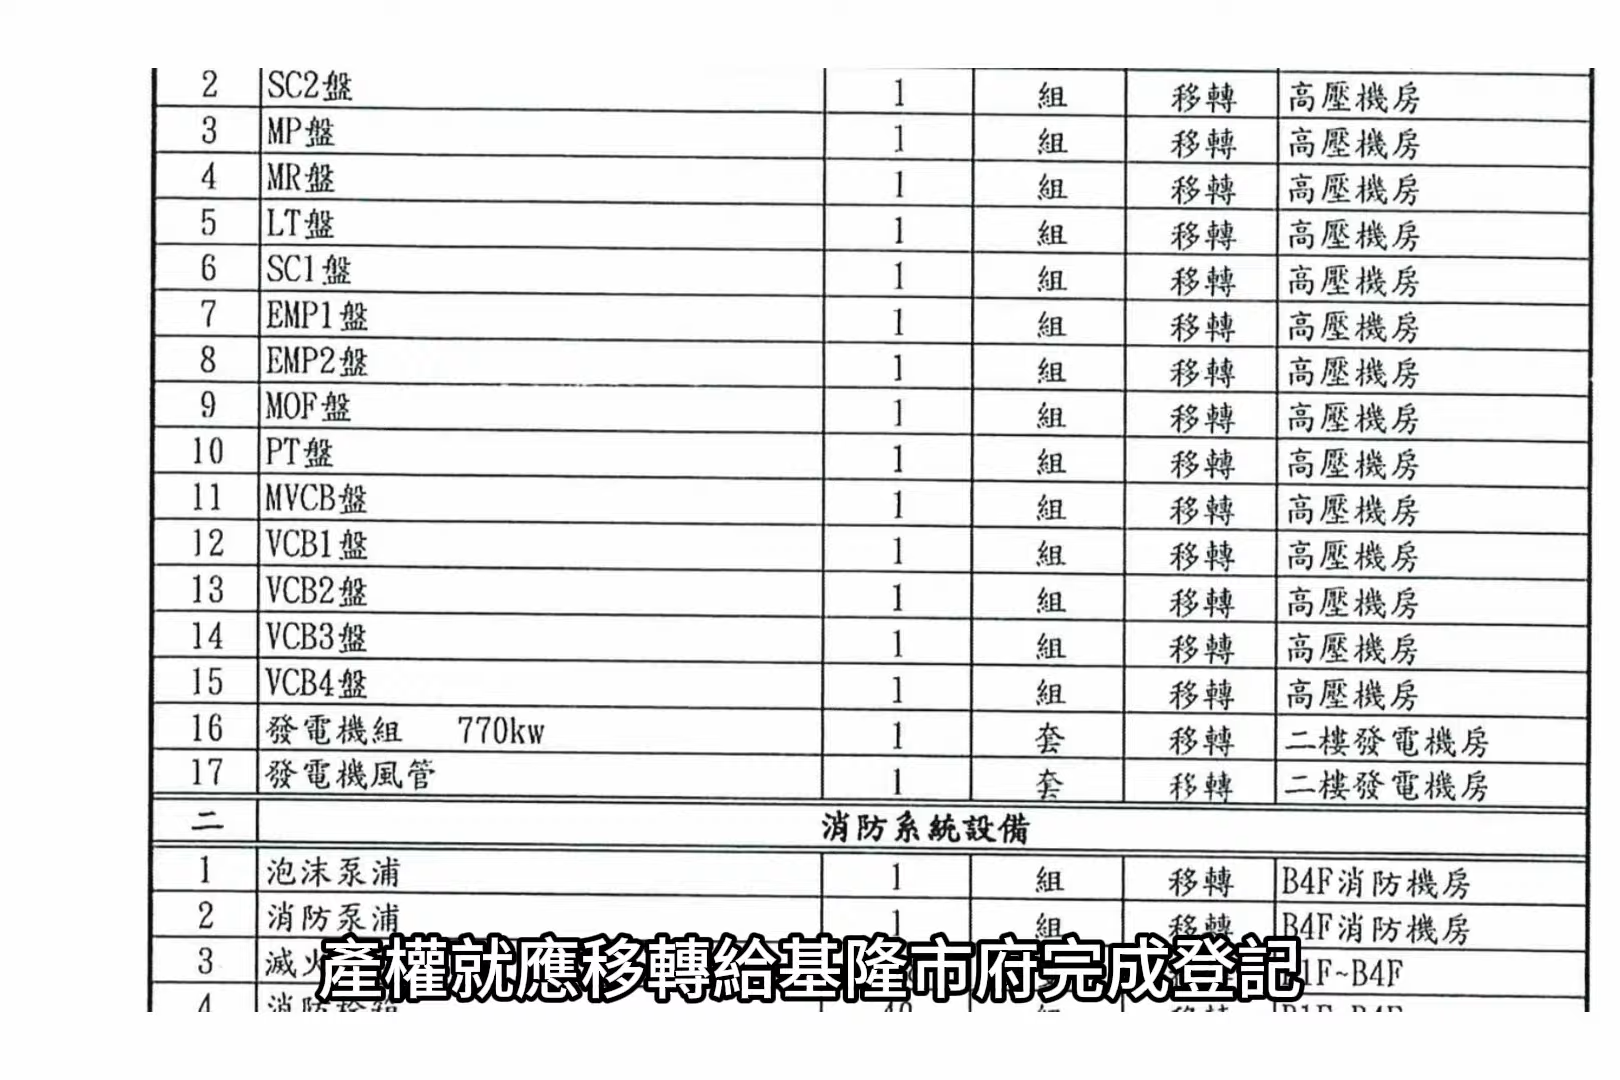 2 SC2盤 1 組 移轉 高壓機房
3 MP盤 1 組 移轉 高壓機房
4 MR盤 1 組 移轉 高壓機房
5 LT盤 1 組 移轉 高壓機房
6 SC1盤 1 組 移轉 高壓機房
7 EMP1盤 1 組 移轉 高壓機房
8 EMP2盤 1 組 移轉 高壓機房
9 MOF盤 1 組 移轉 高壓機房
10 PT盤 1 組 移轉 高壓機房
11 MVCB盤 1 組 移轉 高壓機房
12 VCB1盤 1 組 移轉 高壓機房
13 VCB2盤 1 組 移轉 高壓機房
14 VCB3盤 1 組 移轉 高壓機房
15 VCB4盤 1 組 移轉 高壓機房
16 發電機組 770kw 1 套 移轉 二樓發電機房
17 發電機風管 1 套 移轉 二樓發電機房
二 消防系統設備
1 泡沫泵浦 1 組 移轉 B4F消防機房
2 消防泵浦 1 組 移轉 B4F消防機房
3 滅火 1F~B4F
4
產權就應移轉給基隆市府完成登記